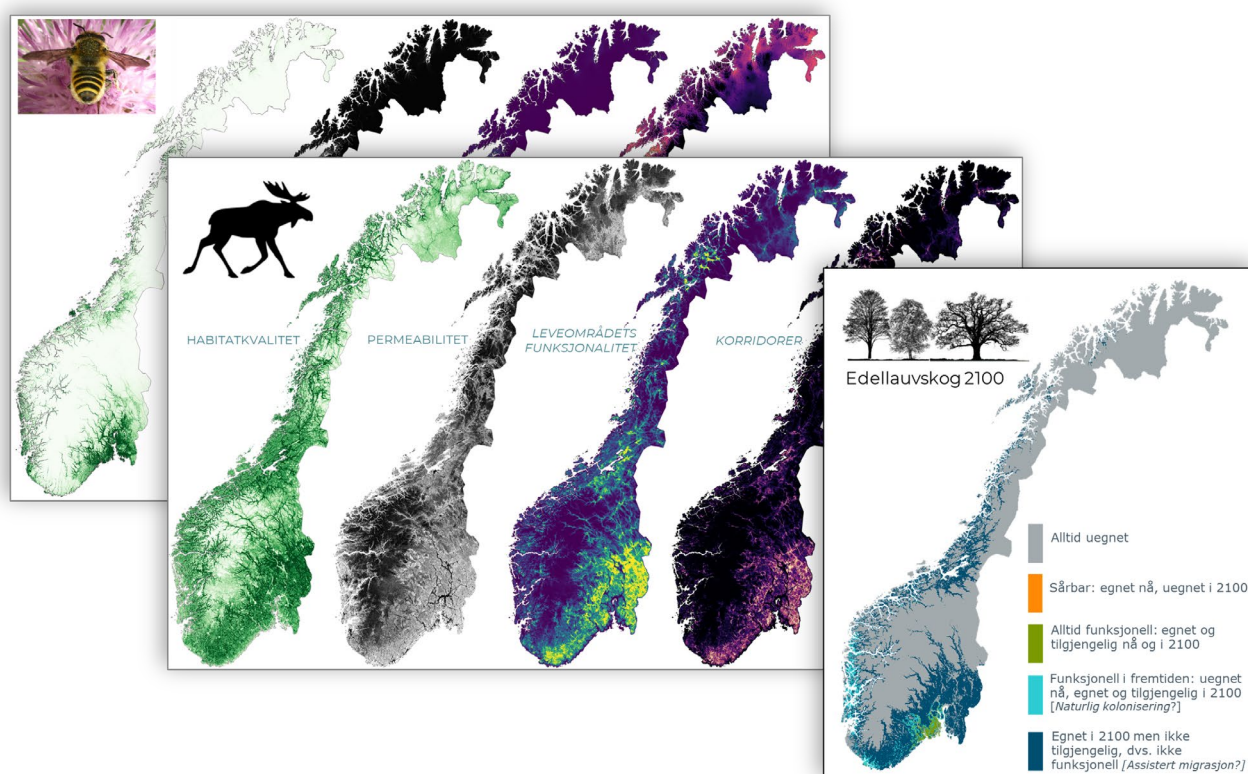 HABITATKVALITET
PERMEABILITET
LEVEOMRÅDETS
FUNKSJONALITET
KORRIDORER
Edellauvskog 2100
Alltid uegnet
Sårbar: egnet nå, uegnet i 2100
Alltid funksjonell: egnet og
tilgjengelig nå og i 2100
Funksjonell i fremtiden: uegnet
nå, egnet og tilgjengelig i 2100
[Naturlig kolonisering?]
Egnet i 2100 men ikke
tilgjengelig, dvs. ikke
funksjonell [Assistert migrasjon?]